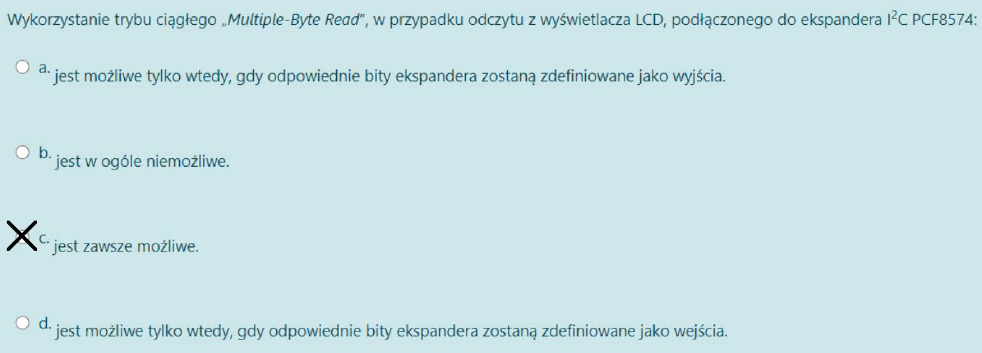 Wykorzystanie trybu ciągłego „Multiple-Byte Read”, w przypadku odczytu z wyświetlacza LCD, podłączonego do ekspandera I²C PCF8574:
a. jest możliwe tylko wtedy, gdy odpowiednie bity ekspandera zostaną zdefiniowane jako wyjścia.
b. jest w ogóle niemożliwe.
c. jest zawsze możliwe.
d. jest możliwe tylko wtedy, gdy odpowiednie bity ekspandera zostaną zdefiniowane jako wejścia.